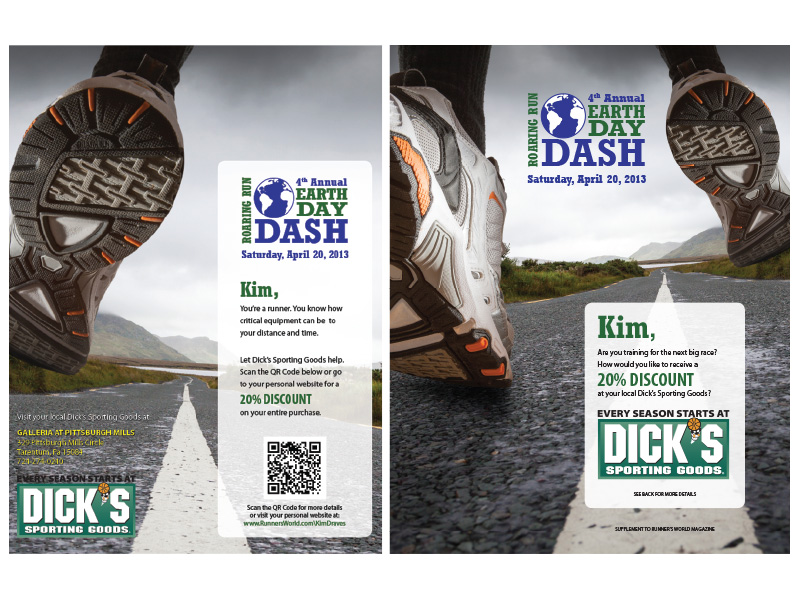 ROARING RUN
4th Annual
EARTH
DAY
DASH
Saturday, April 20, 2013
Kim,
You're a runner. You know how
critical equipment can be to
your distance and time.
Let Dick's Sporting Goods help.
Scan the QR Code below or go
to your personal website for a
20% DISCOUNT
on your entire purchase.
Scan the QR Code for more details
or visit your personal website at:
www.RunnersWorld.com\KimDraves
Visit your local Dick's Sporting Goods at:
GALLERIA AT PITTSBURGH MILLS
Pittsburgh Mills Circle
Tarentum, Pa
EVERY SEASON STARTS AT
DICK'S
SPORTING GOODS.
ROARING RUN
4th Annual
EARTH
DAY
DASH
Saturday, April 20, 2013
Kim,
Are you training for the next big race?
How would you like to receive a
20% DISCOUNT
at your local Dick's Sporting Goods?
EVERY SEASON STARTS AT
DICK'S
SPORTING GOODS.
SEE BACK FOR MORE DETAILS
SUPPLEMENT TO RUNNER'S WORLD MAGAZINE